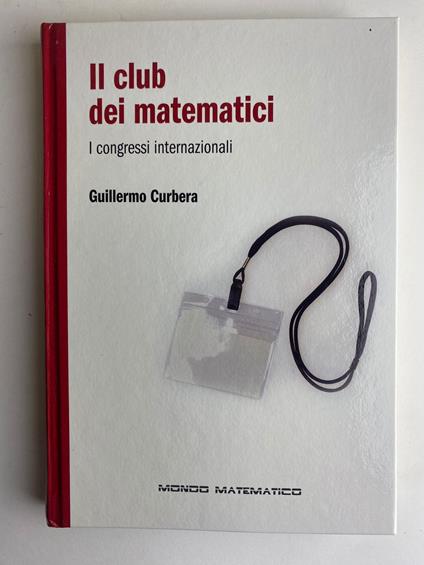 Il club
dei matematici
I congressi internazionali
Guillermo Curbera
MONDO MATEMATICO